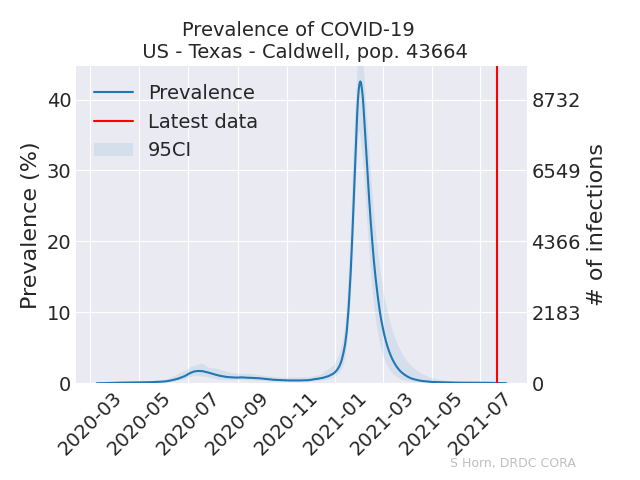 Prevalence of COVID-19
US - Texas - Caldwell, pop. 43664
Prevalence
Latest data
95CI
Prevalence (%)
40
30
20
10
0
# of infections
8732
6549
4366
2183
0
2020-03
2020-05
2020-07
2020-09
2020-11
2021-01
2021-03
2021-05
2021-07
S Horn, DRDC CORA